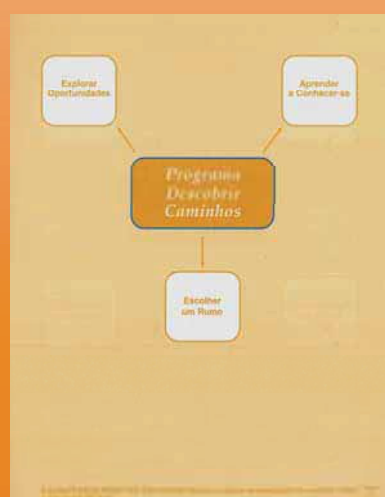 Explorar
Oportunidades
Aprender
a Conhecer-se
Programa
Descobrir
Caminhos
Escolher
um Rumo